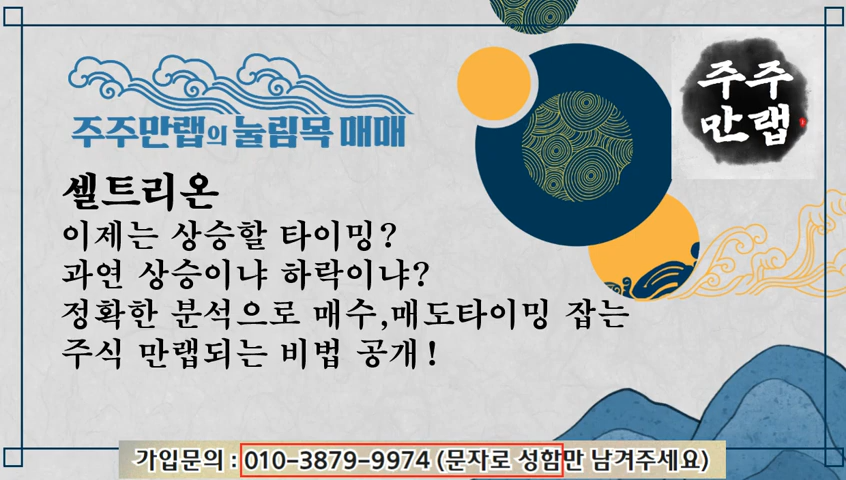 주주만랩의 눌림목 매매
주주
만랩
셀트리온
이제는 상승할 타이밍?
과연 상승이냐 하락이냐?
정확한 분석으로 매수,매도타이밍 잡는
주식 만랩되는 비법 공개!
가입문의 : 010-3879-9974 (문자로 성함만 남겨주세요)